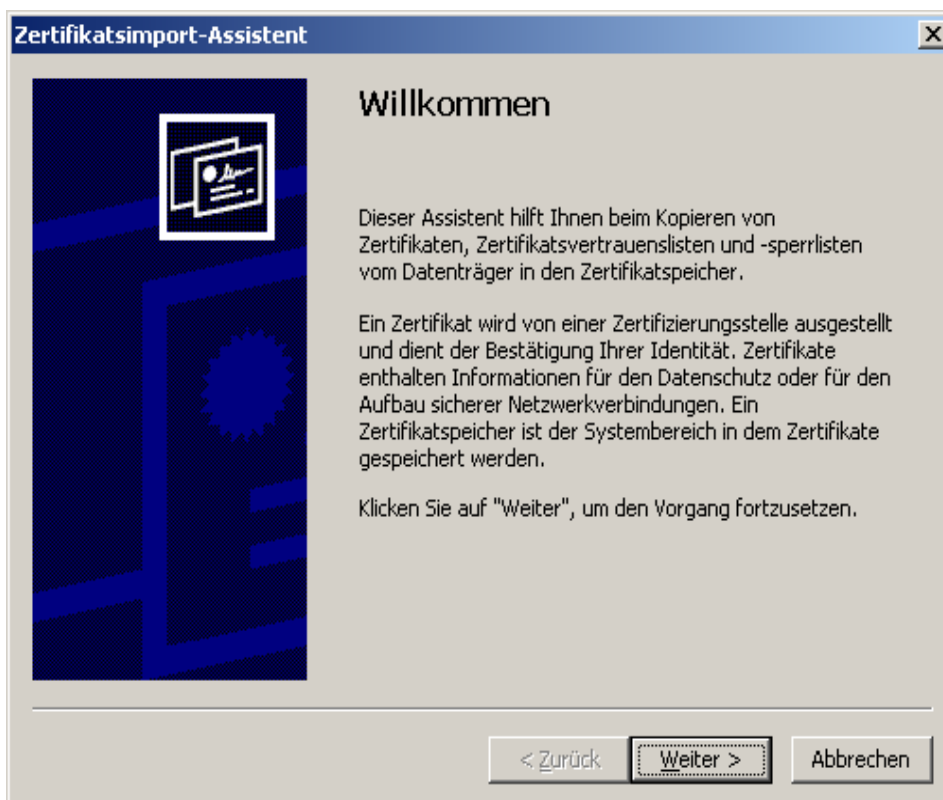 Zertifikatsimport-Assistent
Willkommen
Dieser Assistent hilft Ihnen beim Kopieren von
Zertifikaten, Zertifikatsvertrauenslisten und -sperrlisten
vom Datenträger in den Zertifikatspeicher.
Ein Zertifikat wird von einer Zertifizierungsstelle ausgestellt
und dient der Bestätigung Ihrer Identität. Zertifikate
enthalten Informationen für den Datenschutz oder für den
Aufbau sicherer Netzwerkverbindungen. Ein
Zertifikatspeicher ist der Systembereich in dem Zertifikate
gespeichert werden.
Klicken Sie auf "Weiter", um den Vorgang fortzusetzen.
< Zurück Weiter > Abbrechen